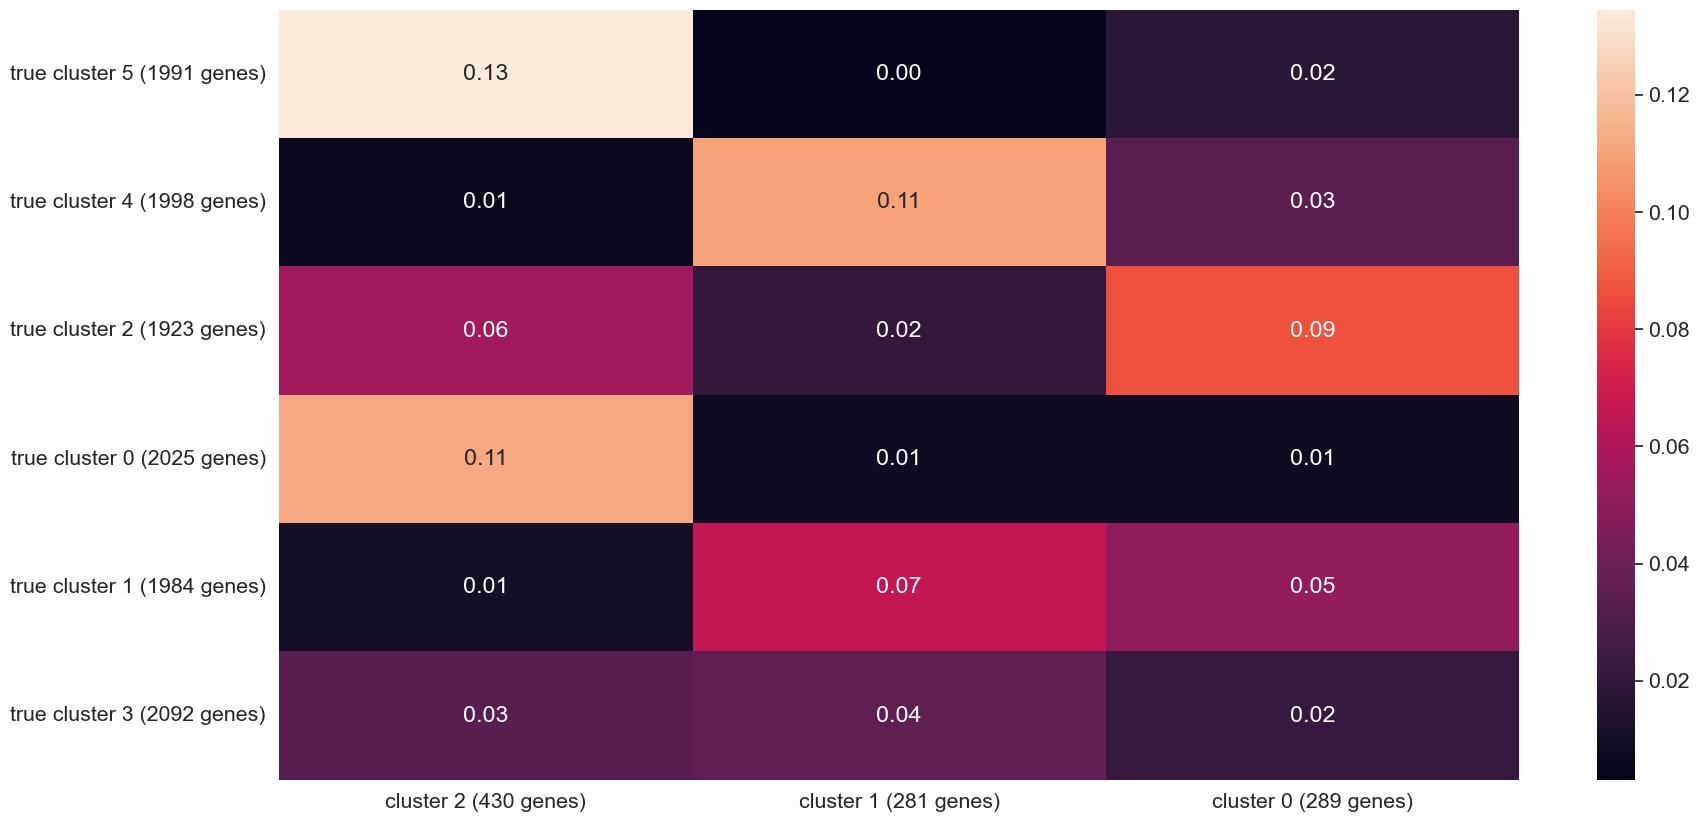 true cluster 5 (1991 genes) 0.13 0.00 0.02
true cluster 4 (1998 genes) 0.01 0.11 0.03
true cluster 2 (1923 genes) 0.06 0.02 0.09
true cluster 0 (2025 genes) 0.11 0.01 0.01
true cluster 1 (1984 genes) 0.01 0.07 0.05
true cluster 3 (2092 genes) 0.03 0.04 0.02
cluster 2 (430 genes) cluster 1 (281 genes) cluster 0 (289 genes)
0.12
0.10
0.08
0.06
0.04
0.02